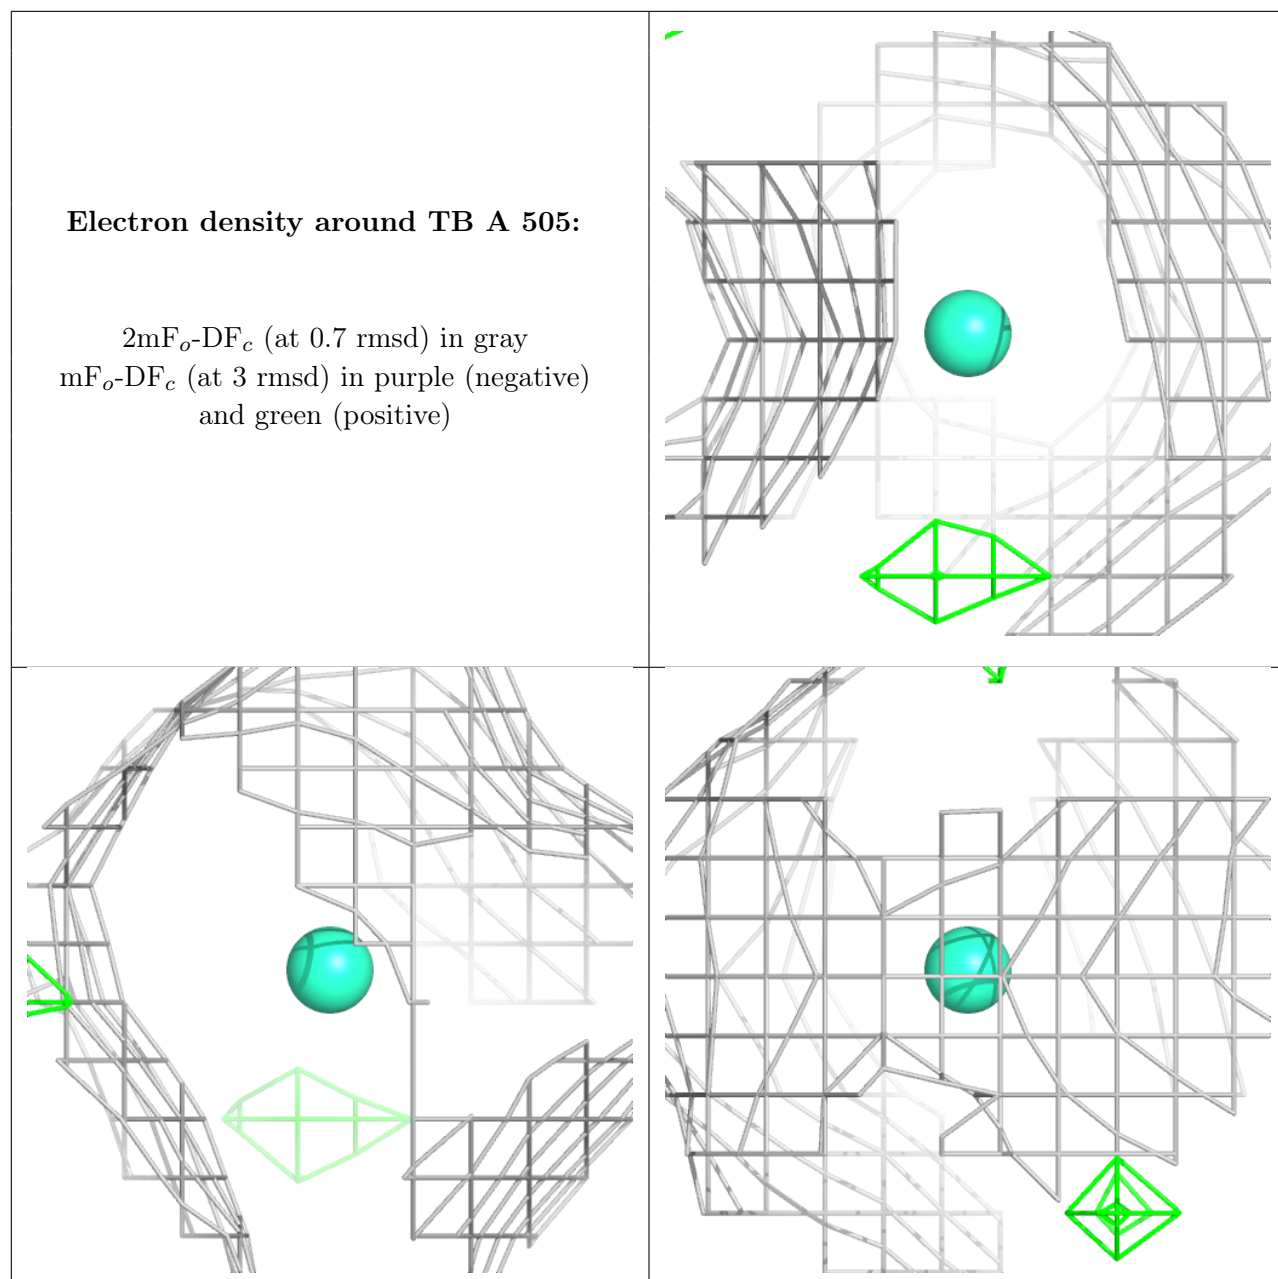 Electron density around TB A 505:
2mFo-DFc (at 0.7 rmsd) in gray
mFo-DFc (at 3 rmsd) in purple (negative)
and green (positive)